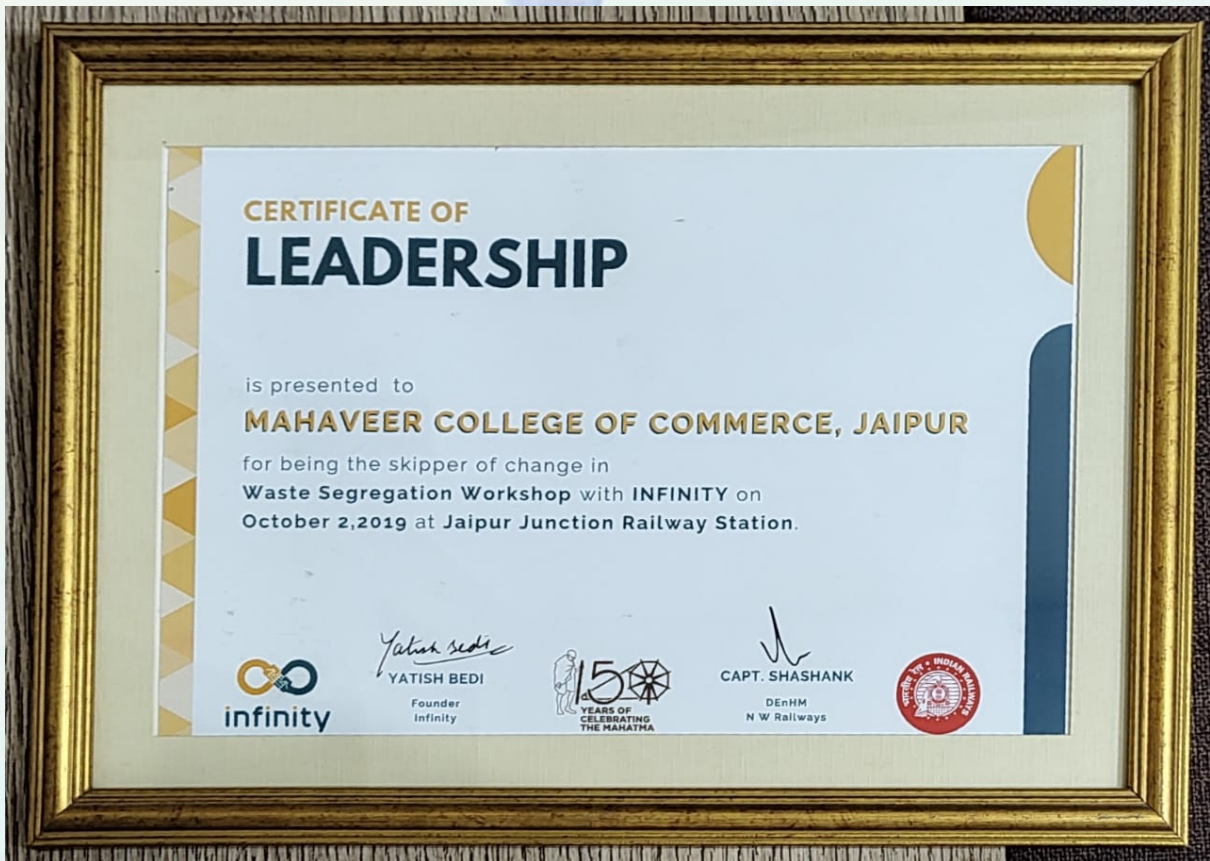 CERTIFICATE OF
LEADERSHIP
is presented to
MAHAVEER COLLEGE OF COMMERCE, JAIPUR
for being the skipper of change in
Waste Segregation Workshop with INFINITY on
October 2,2019 at Jaipur Junction Railway Station.
infinity
Yatish Bedi
YATISH BEDI
Founder
Infinity
150
YEARS OF
CELEBRATING
THE MAHATMA
CAPT. SHASHANK
DEnHM
N W Railways
भारतीय रेल
INDIAN RAILWAYS